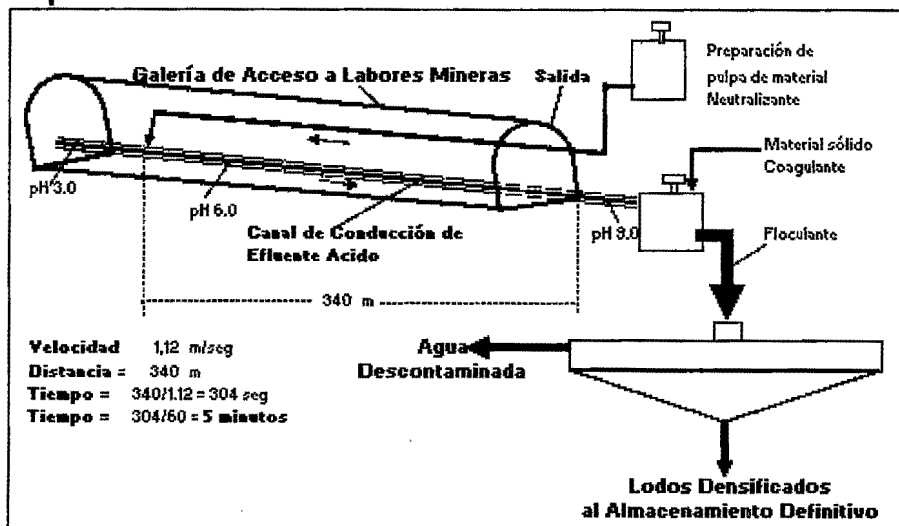 Galería de Acceso a Labores Mineras
Salida
Preparación de
pulpa de material
Neutralizante
Material sólido
Coagulante
pH 3.0
pH 6.0
pH 9.0
Canal de Conducción de
Efluente Acido
Floculante
340 m
Velocidad 1,12 m/seg
Distancia = 340 m
Tiempo = 340/1.12 = 304 seg
Tiempo = 304/60 = 5 minutos
Agua
Descontaminada
Lodos Densificados
al Almacenamiento Definitivo